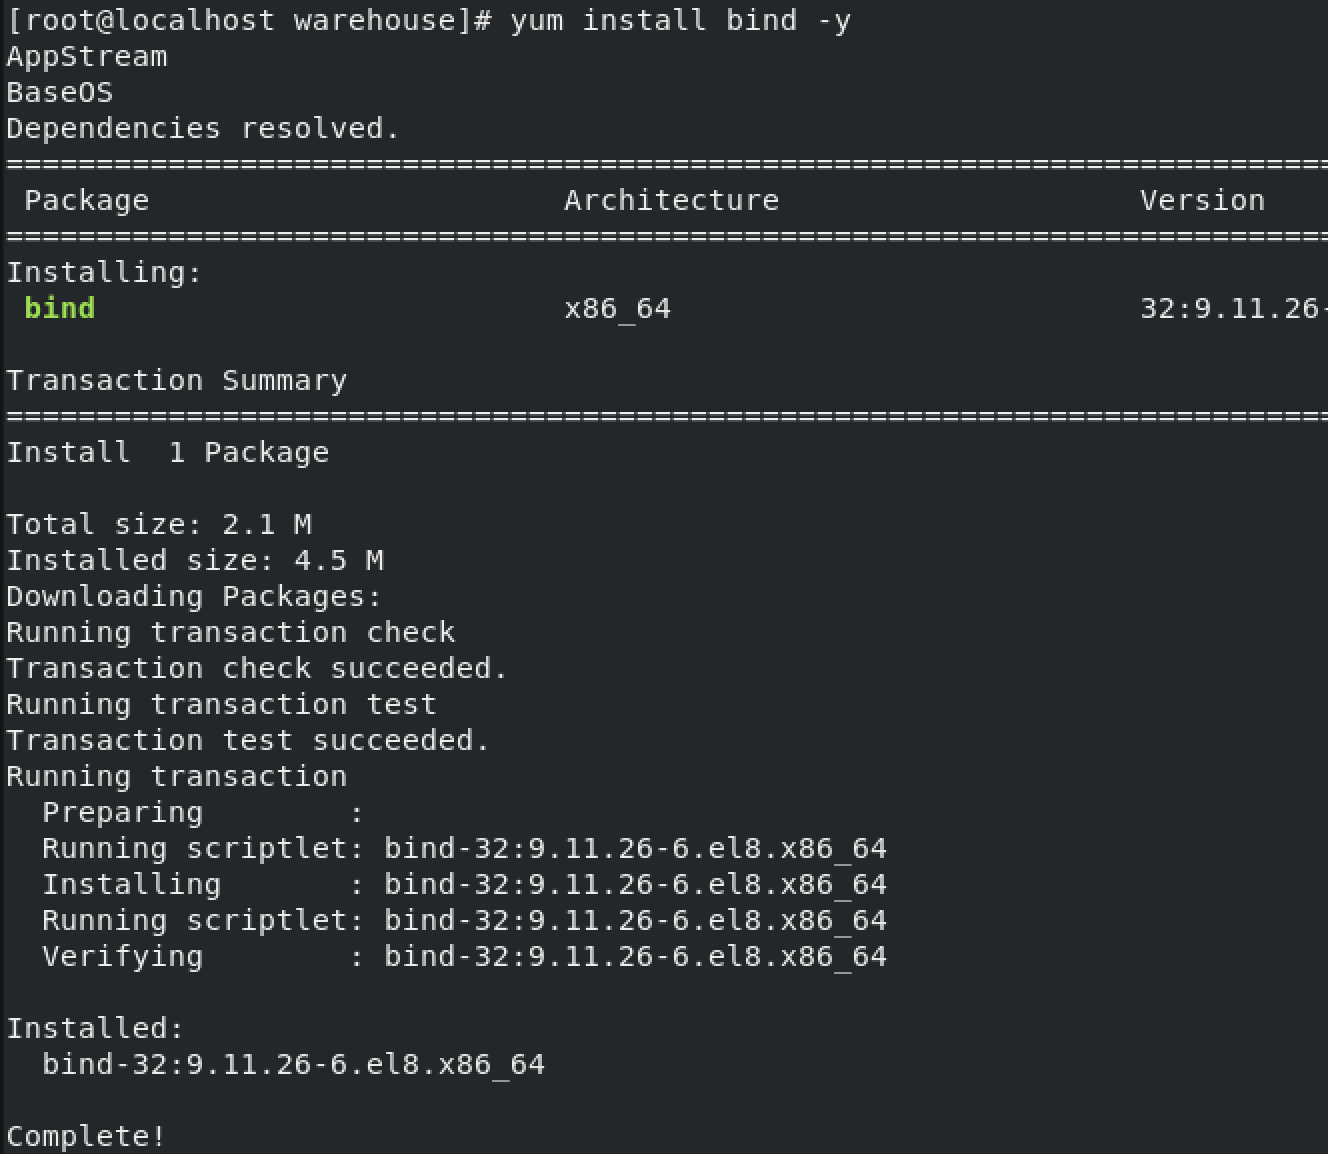 [root@localhost warehouse]# yum install bind -y
AppStream
BaseOS
Dependencies resolved.
==========================================================================
 Package                       Architecture                    Version
==========================================================================
Installing:
 bind                          x86_64                          32:9.11.26-

Transaction Summary
==========================================================================
Install  1 Package

Total size: 2.1 M
Installed size: 4.5 M
Downloading Packages:
Running transaction check
Transaction check succeeded.
Running transaction test
Transaction test succeeded.
Running transaction
  Preparing        :
  Running scriptlet: bind-32:9.11.26-6.el8.x86_64
  Installing       : bind-32:9.11.26-6.el8.x86_64
  Running scriptlet: bind-32:9.11.26-6.el8.x86_64
  Verifying        : bind-32:9.11.26-6.el8.x86_64

Installed:
  bind-32:9.11.26-6.el8.x86_64

Complete!